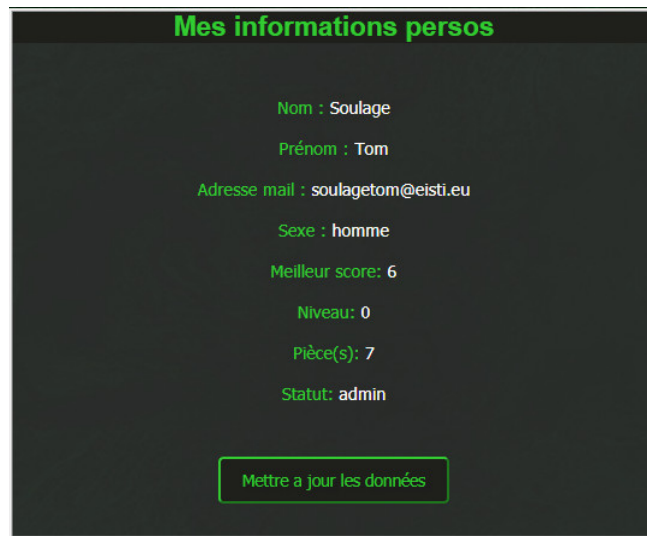 Mes informations persos
Nom : Soulage
Prénom : Tom
Adresse mail : soulagetom@eisti.eu
Sexe : homme
Meilleur score: 6
Niveau: 0
Pièce(s): 7
Statut: admin
Mettre a jour les données